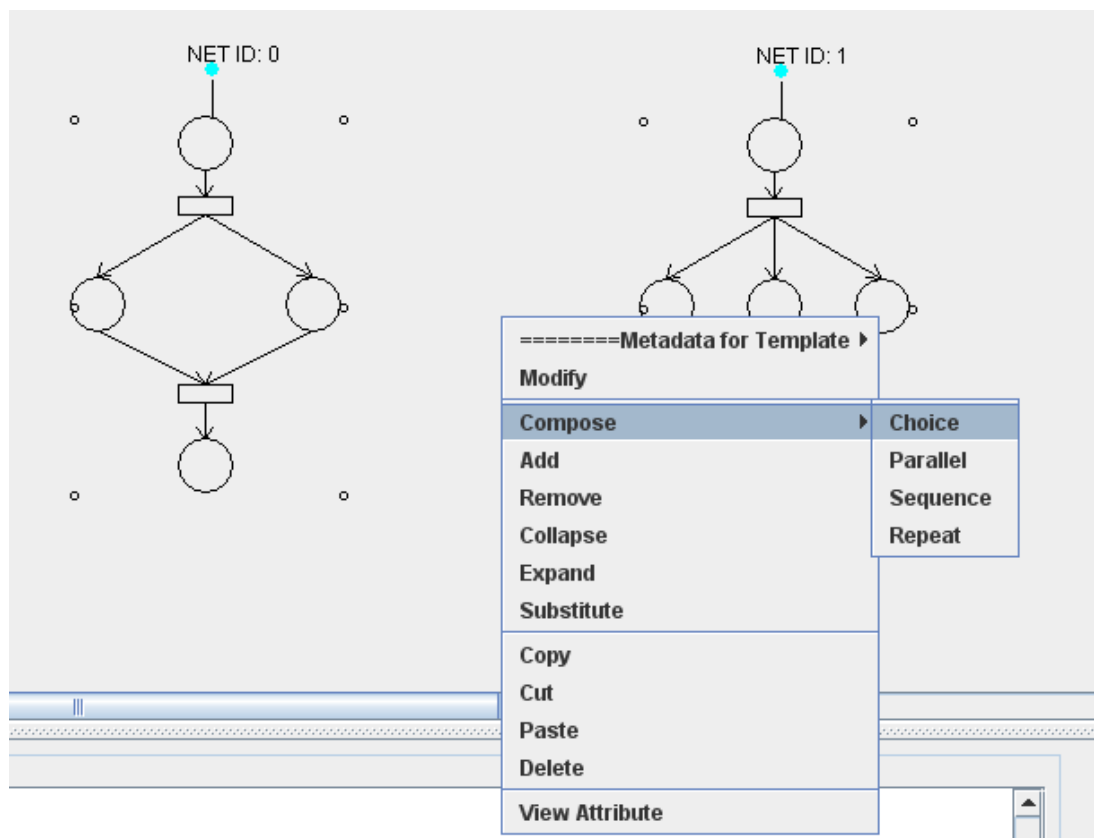 NET ID: 0
NET ID: 1
========Metadata for Template
Modify
Compose
Choice
Add
Parallel
Remove
Sequence
Collapse
Repeat
Expand
Substitute
Copy
Cut
Paste
Delete
View Attribute